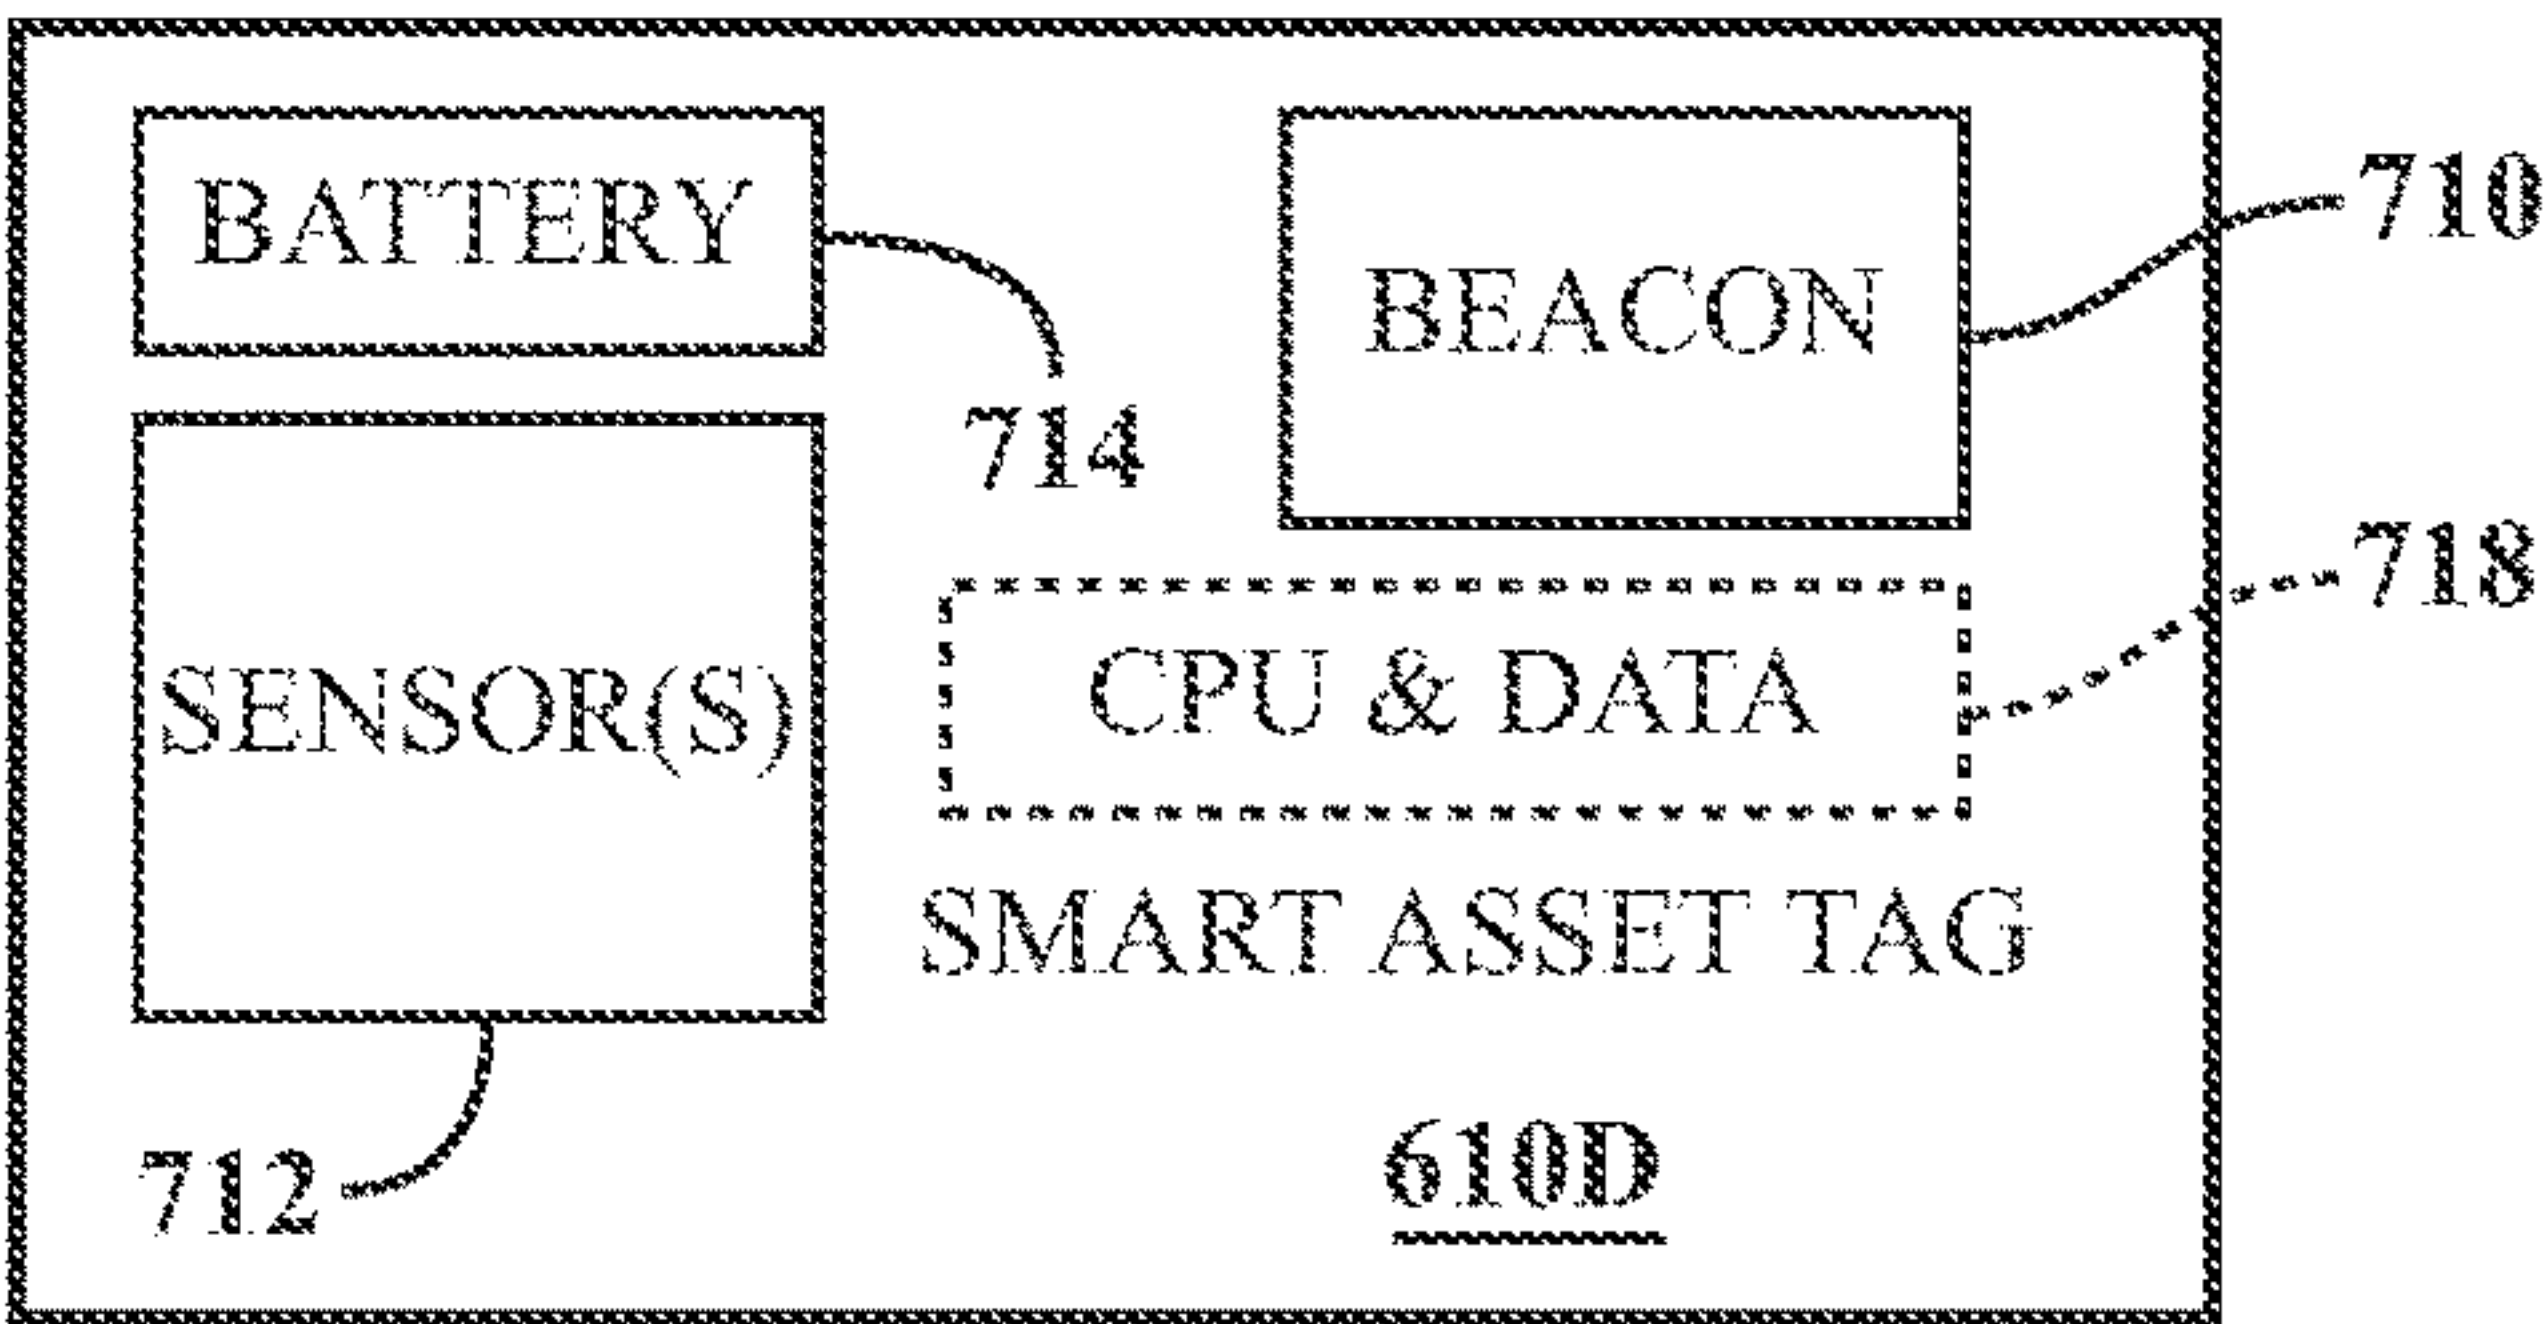 BATTERY
BEACON
710
714
718
SENSOR(S)
CPU & DATA
SMART ASSET TAG
712
610D